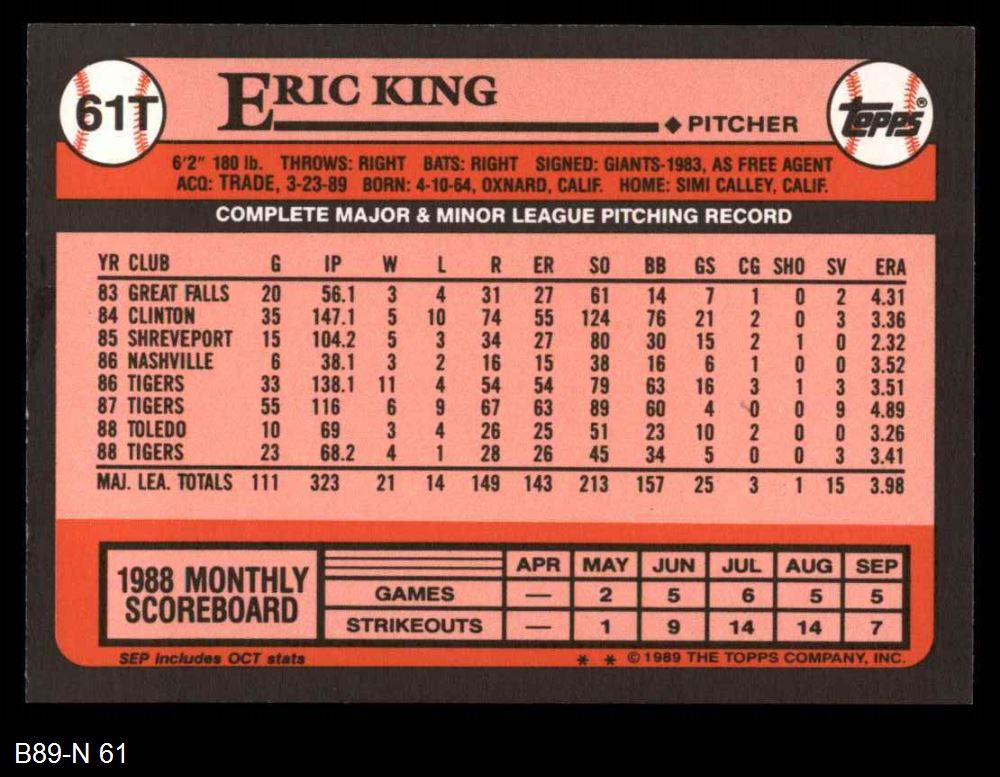 61T
ERIC KING
◆ PITCHER
TOPPS®
6'2" 180 lb. THROWS: RIGHT BATS: RIGHT SIGNED: GIANTS-1983, AS FREE AGENT
ACQ: TRADE, 3-23-89 BORN: 4-10-64, OXNARD, CALIF. HOME: SIMI CALLEY, CALIF.
COMPLETE MAJOR & MINOR LEAGUE PITCHING RECORD
YR CLUB G IP W L R ER SO BB GS CG SHO SV ERA
83 GREAT FALLS 20 56.1 3 4 31 27 61 14 7 1 0 2 4.31
84 CLINTON 35 147.1 5 10 74 55 124 76 21 2 0 3 3.36
85 SHREVEPORT 15 104.2 5 3 34 27 80 30 15 2 1 0 2.32
86 NASHVILLE 6 38.1 3 2 16 15 38 16 6 1 0 0 3.52
86 TIGERS 33 138.1 11 4 54 54 79 63 16 3 1 3 3.51
87 TIGERS 55 116 6 9 67 63 89 60 4 0 0 9 4.89
88 TOLEDO 10 69 3 4 26 25 51 23 10 2 0 0 3.26
88 TIGERS 23 68.2 4 1 28 26 45 34 5 0 0 3 3.41
MAJ. LEA. TOTALS 111 323 21 14 149 143 213 157 25 3 1 15 3.98
1988 MONTHLY
SCOREBOARD
APR MAY JUN JUL AUG SEP
GAMES — 2 5 6 5 5
STRIKEOUTS — 1 9 14 14 7
SEP includes OCT stats
* * © 1989 THE TOPPS COMPANY, INC.
B89-N 61